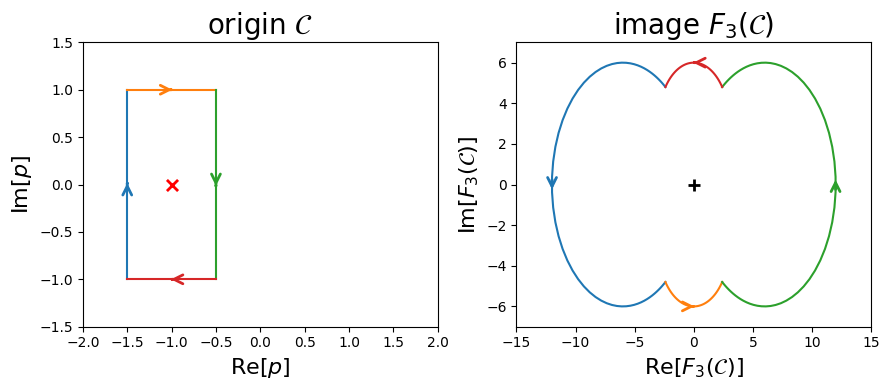 origin 𝒞
1.5
1.0
0.5
0.0
−0.5
−1.0
−1.5
Im[p]
−2.0 −1.5 −1.0 −0.5 0.0 0.5 1.0 1.5 2.0
Re[p]
image F₃(𝒞)
6
4
2
0
−2
−4
−6
Im[F₃(𝒞)]
−15 −10 −5 0 5 10 15
Re[F₃(𝒞)]